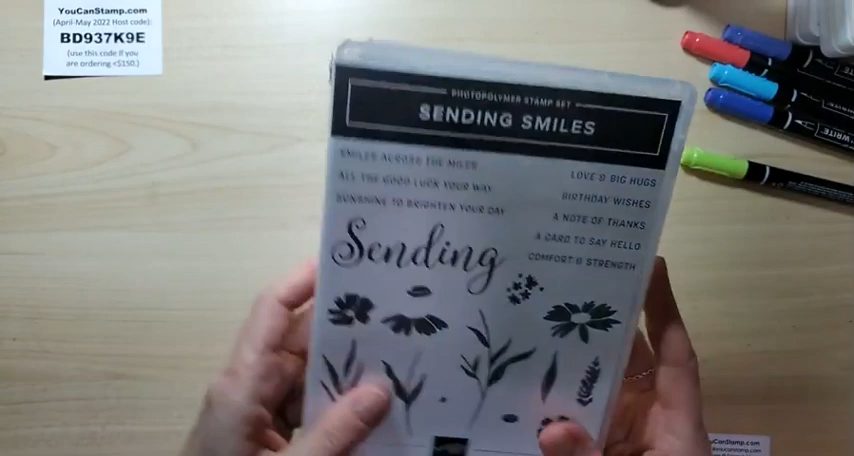 YouCanStamp.com
(April-May 2022 Host code):
BD937K9E
(use this code if you
are ordering <$150.)
PHOTOPOLYMER STAMP SET
SENDING SMILES
SMILES ACROSS THE MILES
ALL THE GOOD LUCK YOUR WAY
SUNSHINE TO BRIGHTEN YOUR DAY
LOVE & BIG HUGS
BIRTHDAY WISHES
A NOTE OF THANKS
A CARD TO SAY HELLO
COMFORT & STRENGTH
Sending
WRITE
YouCanStamp.com